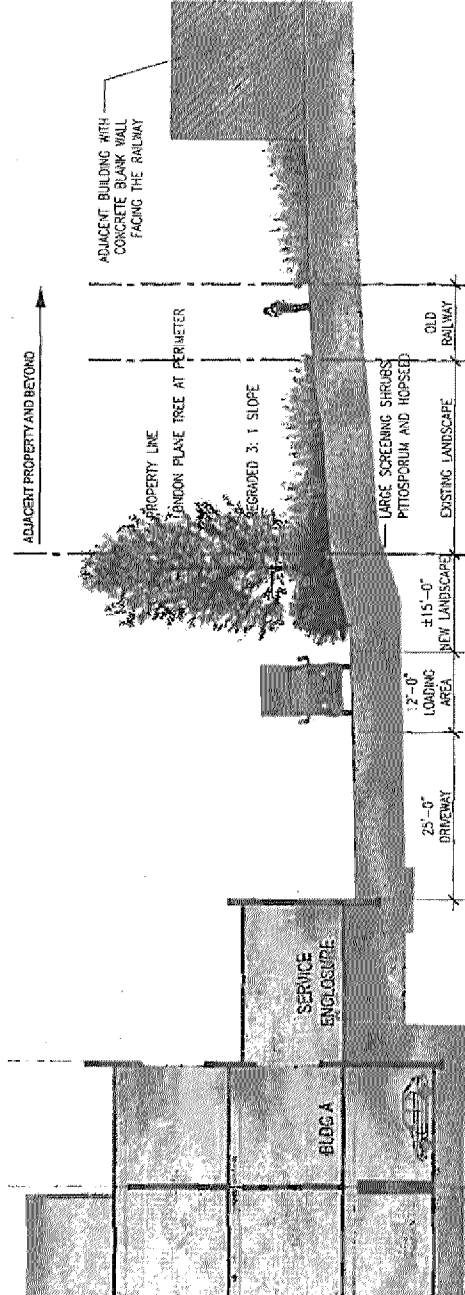 ADJACENT PROPERTY AND BEYOND
ADJACENT BUILDING WITH
CONCRETE BLANK WALL
FACING THE RAILWAY
PROPERTY LINE
LONDON PLANE TREE AT PERIMETER
REGRADED 3: 1 SLOPE
LARGE SCREENING SHRUBS
PITTOSPORUM AND HOPSEED
BLDG A
SERVICE
ENCLOSURE
25'-0"
DRIVEWAY
12'-0"
LOADING
AREA
±15'-0"
NEW LANDSCAPE
EXISTING LANDSCAPE
OLD
RAILWAY